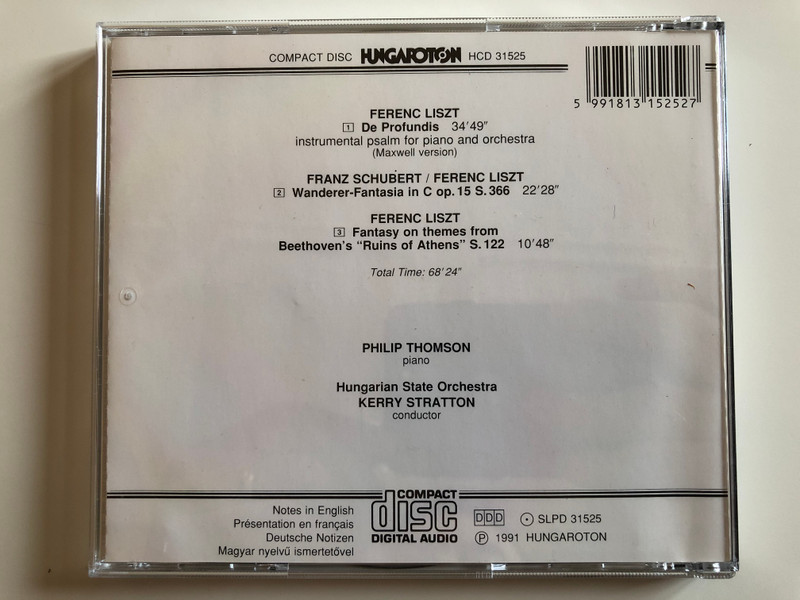 COMPACT DISC HUNGAROTON HCD 31525
5 991813 152527
FERENC LISZT
1 De Profundis 34'49"
instrumental psalm for piano and orchestra
(Maxwell version)
FRANZ SCHUBERT / FERENC LISZT
2 Wanderer-Fantasia in C op. 15 S. 366 22'28"
FERENC LISZT
3 Fantasy on themes from
Beethoven's "Ruins of Athens" S. 122 10'48"
Total Time: 68'24"
PHILIP THOMSON
piano
Hungarian State Orchestra
KERRY STRATTON
conductor
Notes in English
Présentation en français
Deutsche Notizen
Magyar nyelvű ismertetővel
COMPACT
disc
DIGITAL AUDIO
DDD
SLPD 31525
Ⓟ 1991 HUNGAROTON